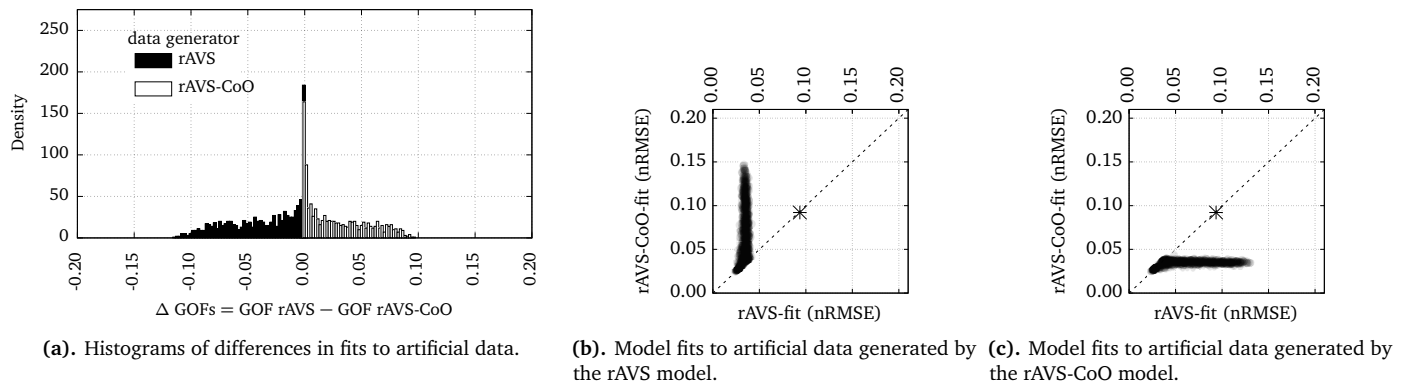 250
200
150
100
50
0
Density
data generator
rAVS
rAVS-CoO
-0.20
-0.15
-0.10
-0.05
0.00
0.05
0.10
0.15
0.20
Δ GOFs = GOF rAVS − GOF rAVS-CoO
(a). Histograms of differences in fits to artificial data.
0.00
0.05
0.10
0.15
0.20
rAVS-CoO-fit (nRMSE)
0.20
0.15
0.10
0.05
0.00
rAVS-fit (nRMSE)
(b). Model fits to artificial data generated by
the rAVS model.
0.00
0.05
0.10
0.15
0.20
rAVS-CoO-fit (nRMSE)
0.20
0.15
0.10
0.05
0.00
rAVS-fit (nRMSE)
(c). Model fits to artificial data generated by
the rAVS-CoO model.